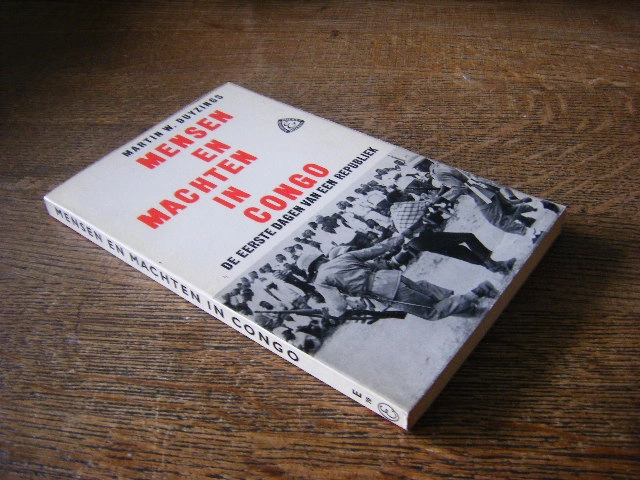 MARTIN W. DUYZINGS
MENSEN
EN
MACHTEN
IN
CONGO
DE EERSTE DAGEN VAN EEN REPUBLIEK
MENSEN EN MACHTEN IN CONGO